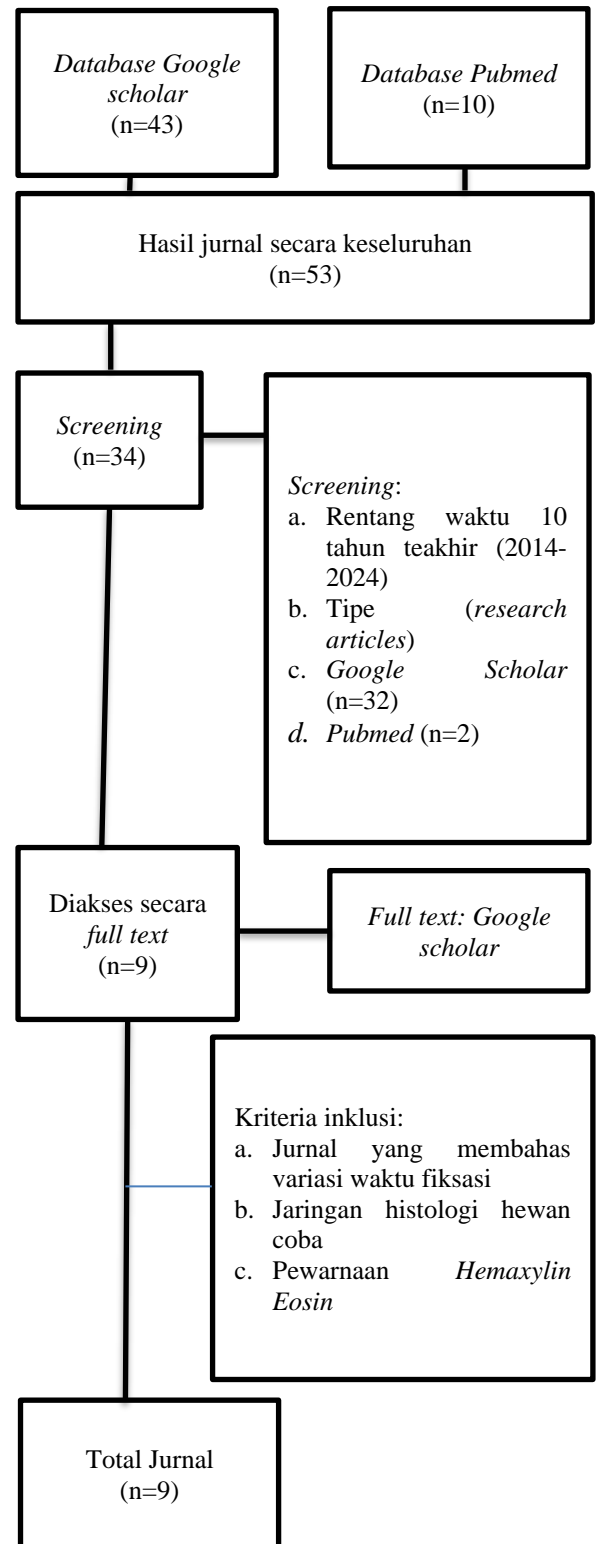 Database Google
scholar
(n=43)
Database Pubmed
(n=10)
Hasil jurnal secara keseluruhan
(n=53)
Screening
(n=34)
Screening:
a. Rentang waktu 10
tahun teakhir (2014-
2024)
b. Tipe (research
articles)
c. Google Scholar
(n=32)
d. Pubmed (n=2)
Diakses secara
full text
(n=9)
Full text: Google
scholar
Kriteria inklusi:
a. Jurnal yang membahas
variasi waktu fiksasi
b. Jaringan histologi hewan
coba
c. Pewarnaan Hemaxylin
Eosin
Total Jurnal
(n=9)